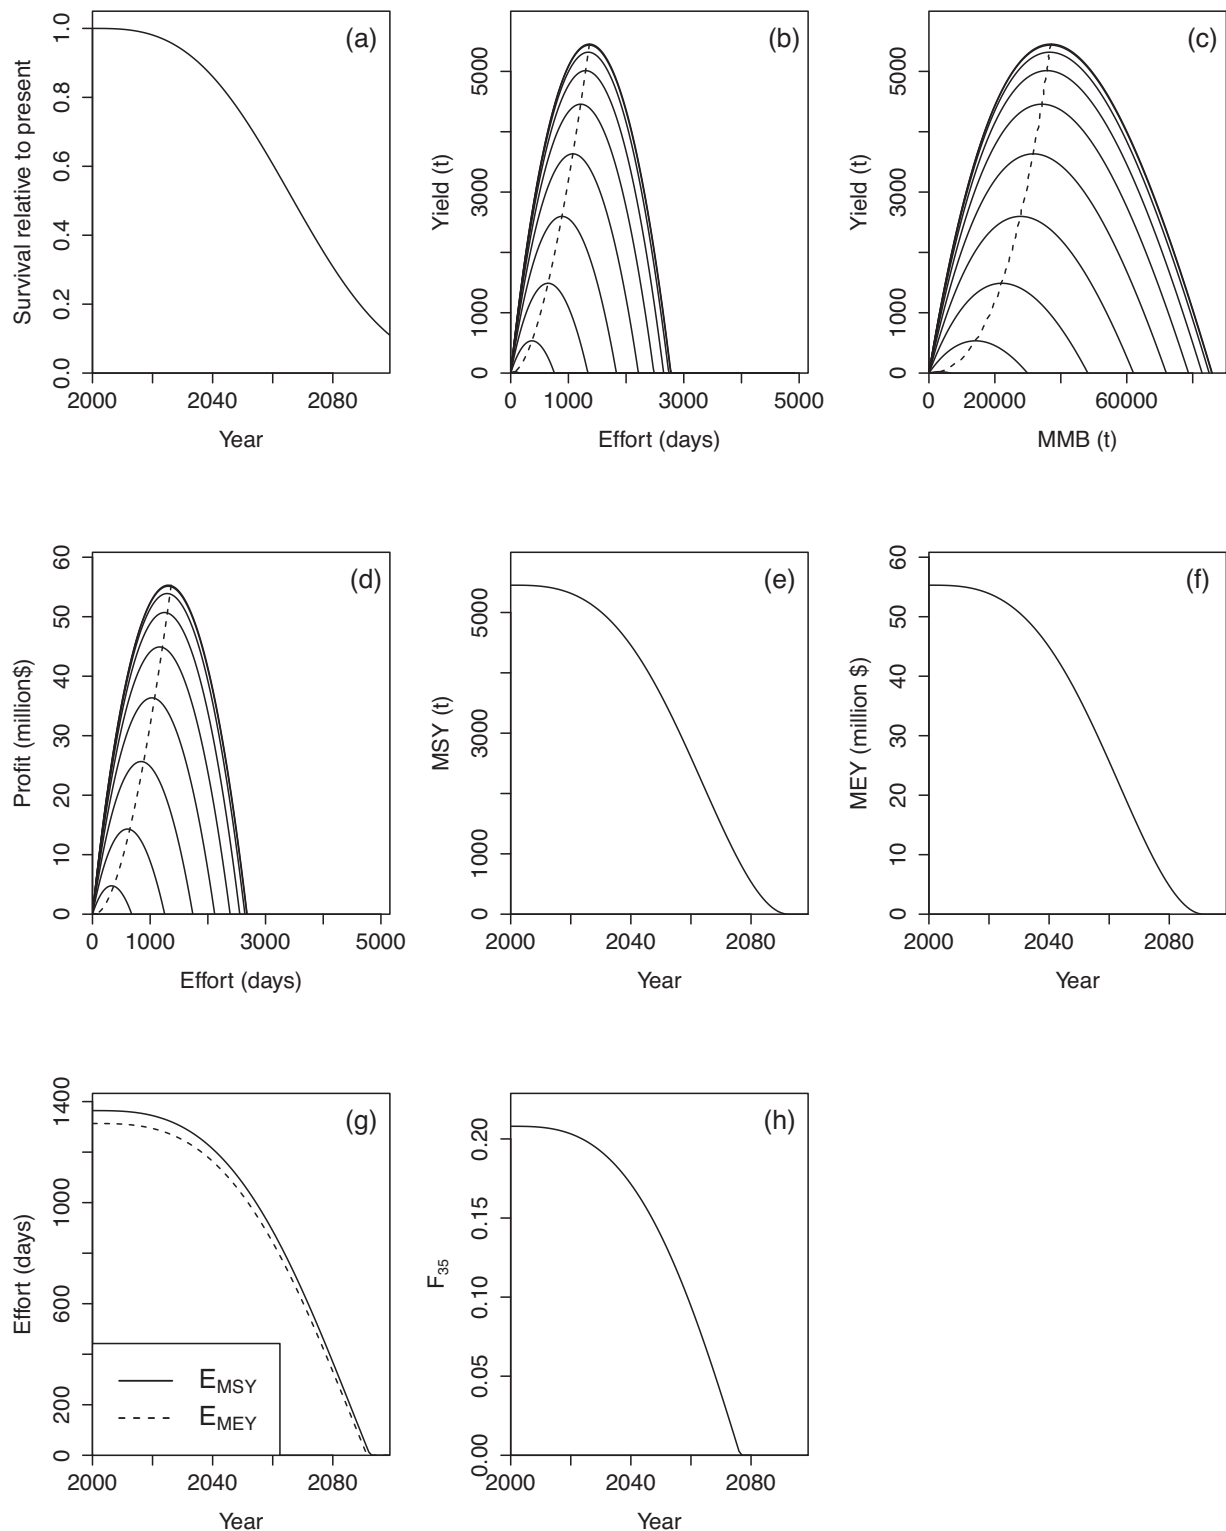 (a)
Survival relative to present
0.0 0.2 0.4 0.6 0.8 1.0
2000 2040 2080
Year
(b)
Yield (t)
0 1000 3000 5000
0 1000 3000 5000
Effort (days)
(c)
Yield (t)
0 1000 3000 5000
0 20000 60000
MMB (t)
(d)
Profit (million$)
0 10 20 30 40 50 60
0 1000 3000 5000
Effort (days)
(e)
MSY (t)
0 1000 3000 5000
2000 2040 2080
Year
(f)
MEY (million $)
0 10 20 30 40 50 60
2000 2040 2080
Year
(g)
Effort (days)
0 200 600 1000 1400
E_MSY
E_MEY
2000 2040 2080
Year
(h)
F_35
0.00 0.05 0.10 0.15 0.20
2000 2040 2080
Year